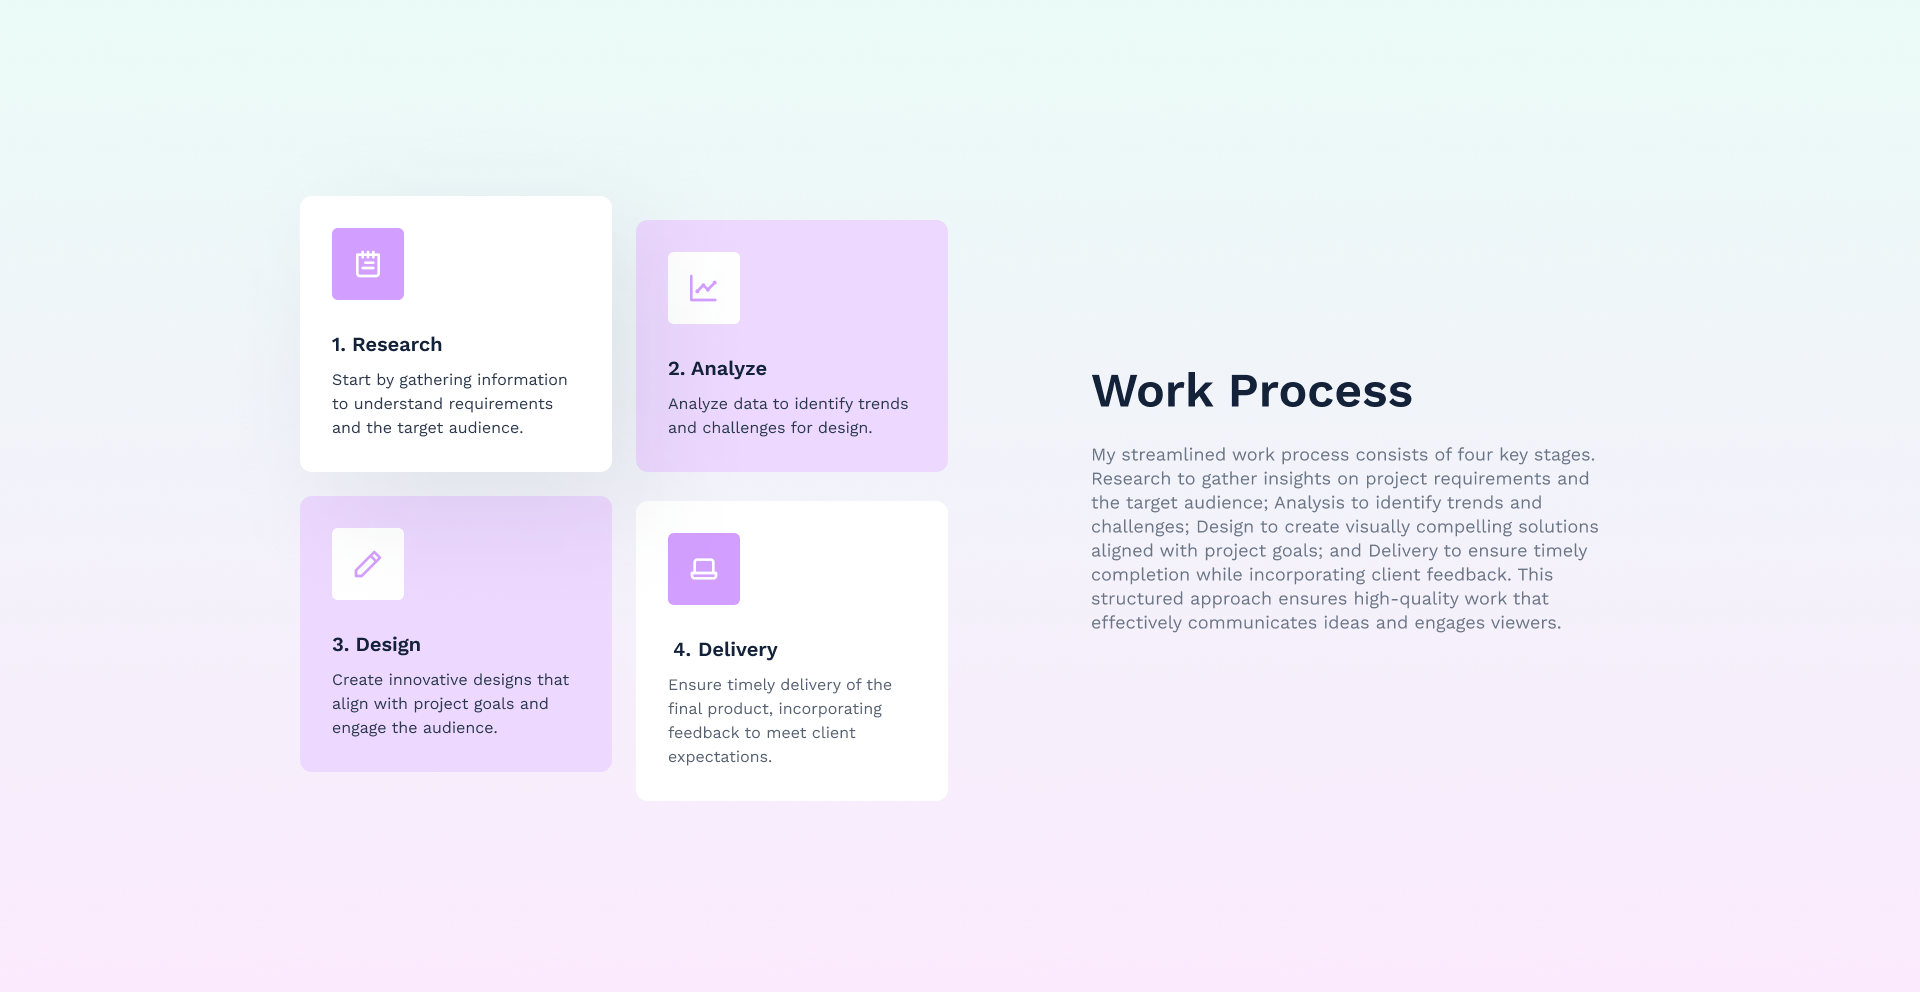 1. Research
Start by gathering information
to understand requirements
and the target audience.
2. Analyze
Analyze data to identify trends
and challenges for design.
3. Design
Create innovative designs that
align with project goals and
engage the audience.
4. Delivery
Ensure timely delivery of the
final product, incorporating
feedback to meet client
expectations.
Work Process
My streamlined work process consists of four key stages.
Research to gather insights on project requirements and
the target audience; Analysis to identify trends and
challenges; Design to create visually compelling solutions
aligned with project goals; and Delivery to ensure timely
completion while incorporating client feedback. This
structured approach ensures high-quality work that
effectively communicates ideas and engages viewers.